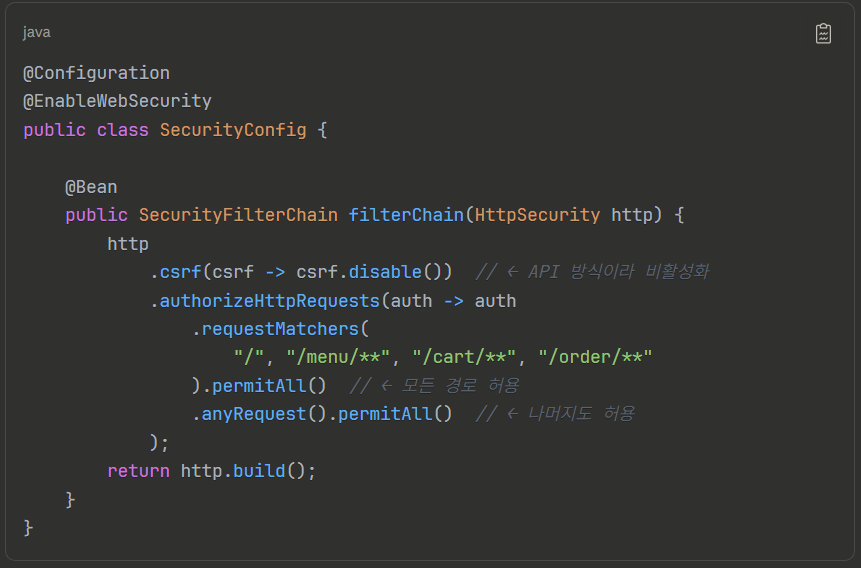 java
@Configuration
@EnableWebSecurity
public class SecurityConfig {
@Bean
public SecurityFilterChain filterChain(HttpSecurity http) {
http
.csrf(csrf -> csrf.disable())  // ← API 방식이라 비활성화
.authorizeHttpRequests(auth -> auth
.requestMatchers(
"/", "/menu/**", "/cart/**", "/order/**"
).permitAll()  // ← 모든 경로 허용
.anyRequest().permitAll()  // ← 나머지도 허용
);
return http.build();
}
}